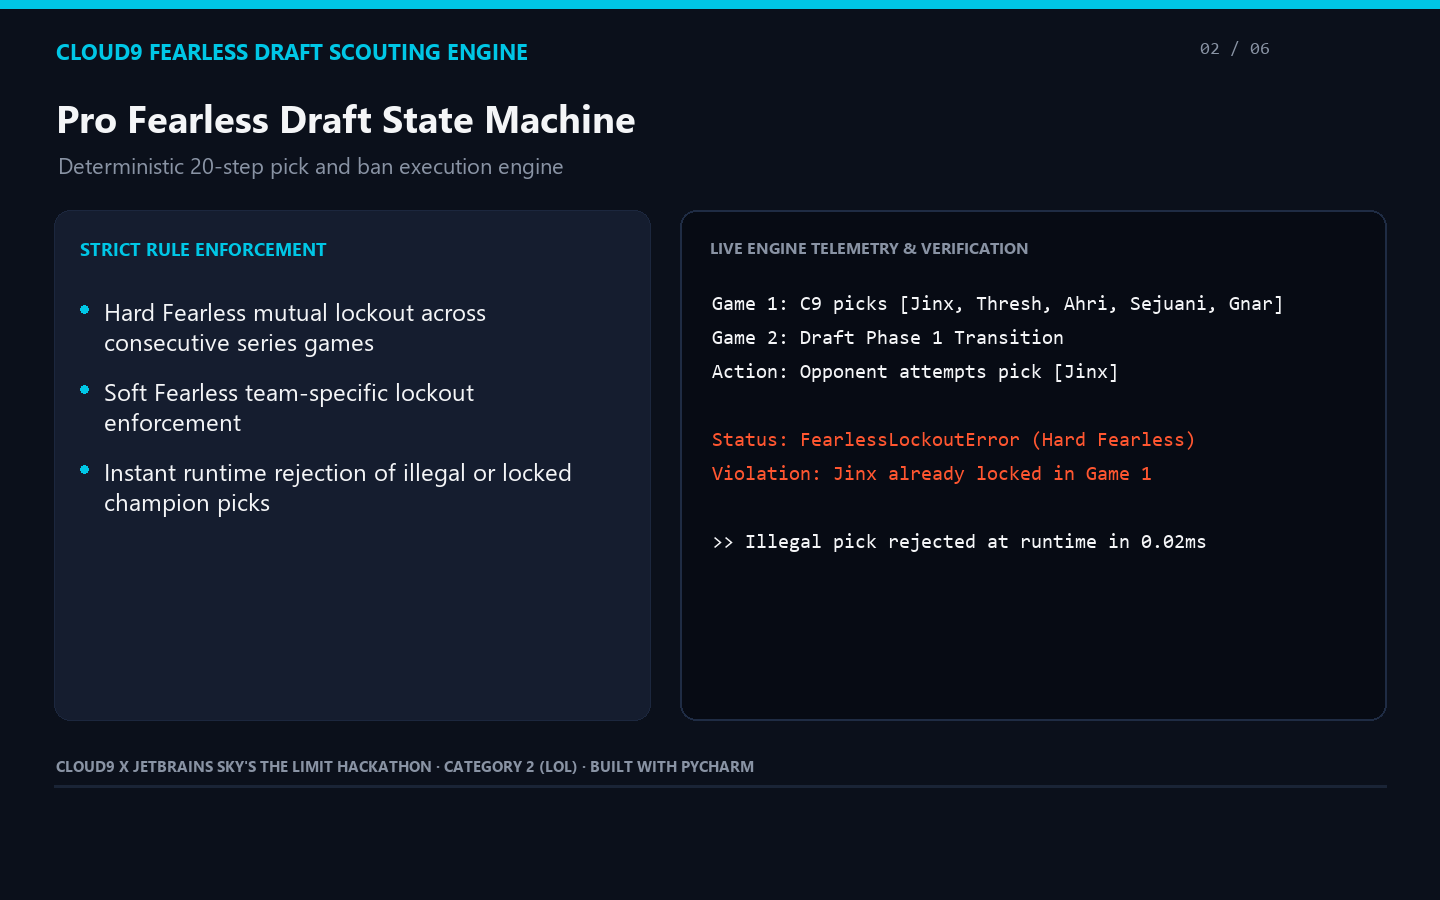 CLOUD9 FEARLESS DRAFT SCOUTING ENGINE
02 / 06
Pro Fearless Draft State Machine
Deterministic 20-step pick and ban execution engine
STRICT RULE ENFORCEMENT
Hard Fearless mutual lockout across
consecutive series games
Soft Fearless team-specific lockout
enforcement
Instant runtime rejection of illegal or locked
champion picks
LIVE ENGINE TELEMETRY & VERIFICATION
Game 1: C9 picks [Jinx, Thresh, Ahri, Sejuani, Gnar]
Game 2: Draft Phase 1 Transition
Action: Opponent attempts pick [Jinx]
Status: FearlessLockoutError (Hard Fearless)
Violation: Jinx already locked in Game 1
>> Illegal pick rejected at runtime in 0.02ms
CLOUD9 X JETBRAINS SKY'S THE LIMIT HACKATHON · CATEGORY 2 (LOL) · BUILT WITH PYCHARM